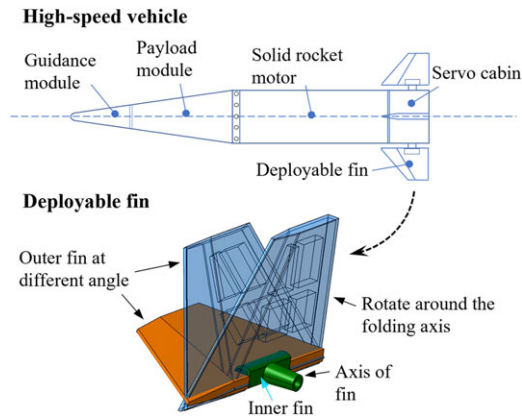 High-speed vehicle
Guidance
module
Payload
module
Solid rocket
motor
Servo cabin
Deployable fin
Deployable fin
Outer fin at
different angle
Rotate around the
folding axis
Axis of
fin
Inner fin